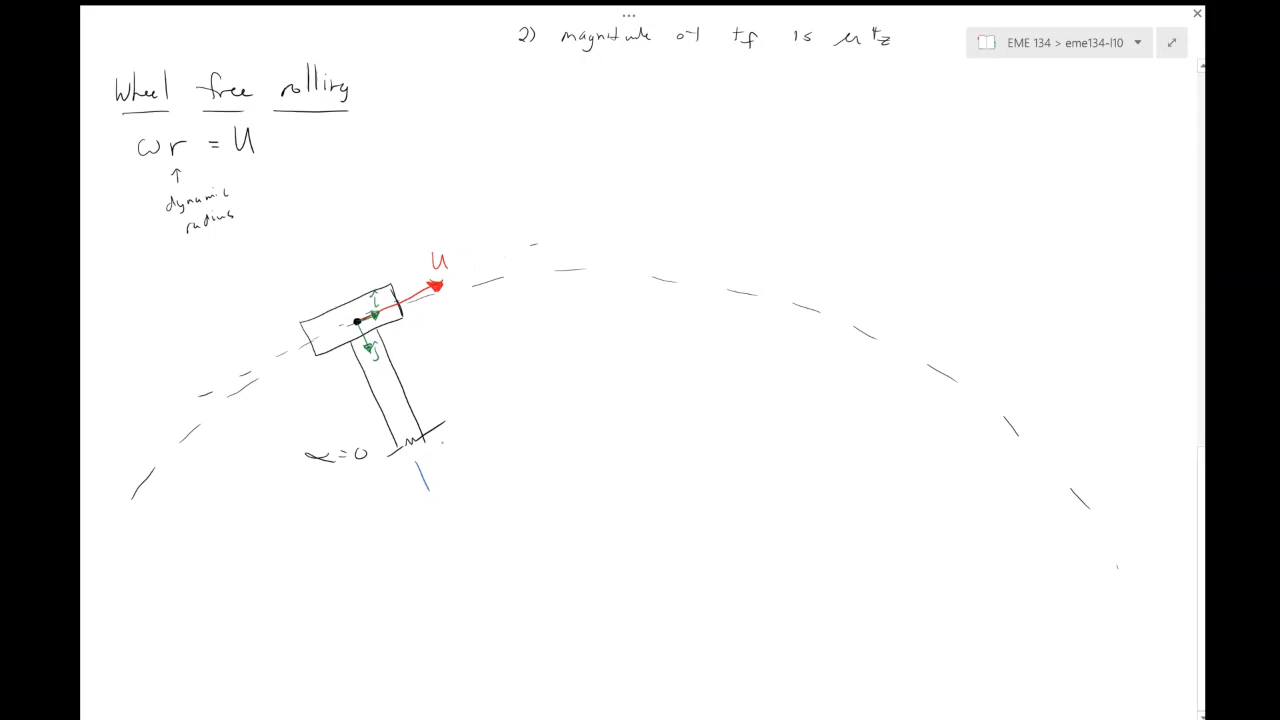 2) magnitude of Ff is μ Fz
EME 134 > eme134-l10
Wheel free rolling
ωr = U
↑
dynamic
radius
U
î
ĵ
α=0